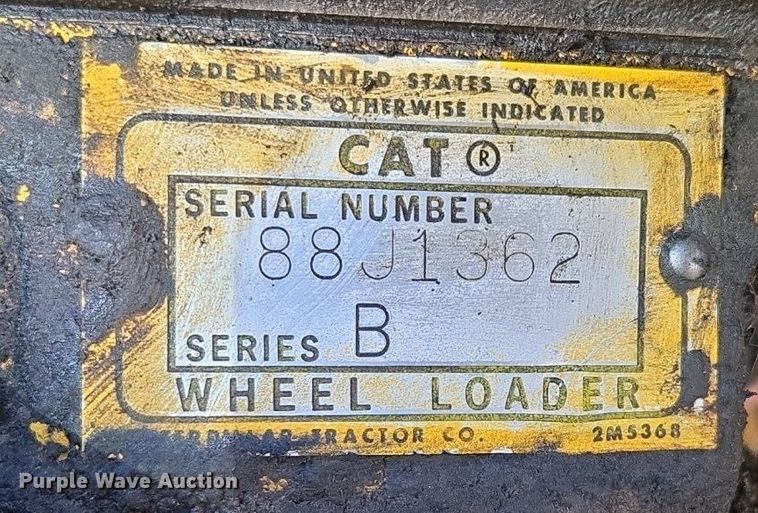 MADE IN UNITED STATES OF AMERICA
UNLESS OTHERWISE INDICATED
CAT ®
SERIAL NUMBER
88J1362
SERIES B
WHEEL LOADER
TRACTOR CO. 2M5368
Purple Wave Auction